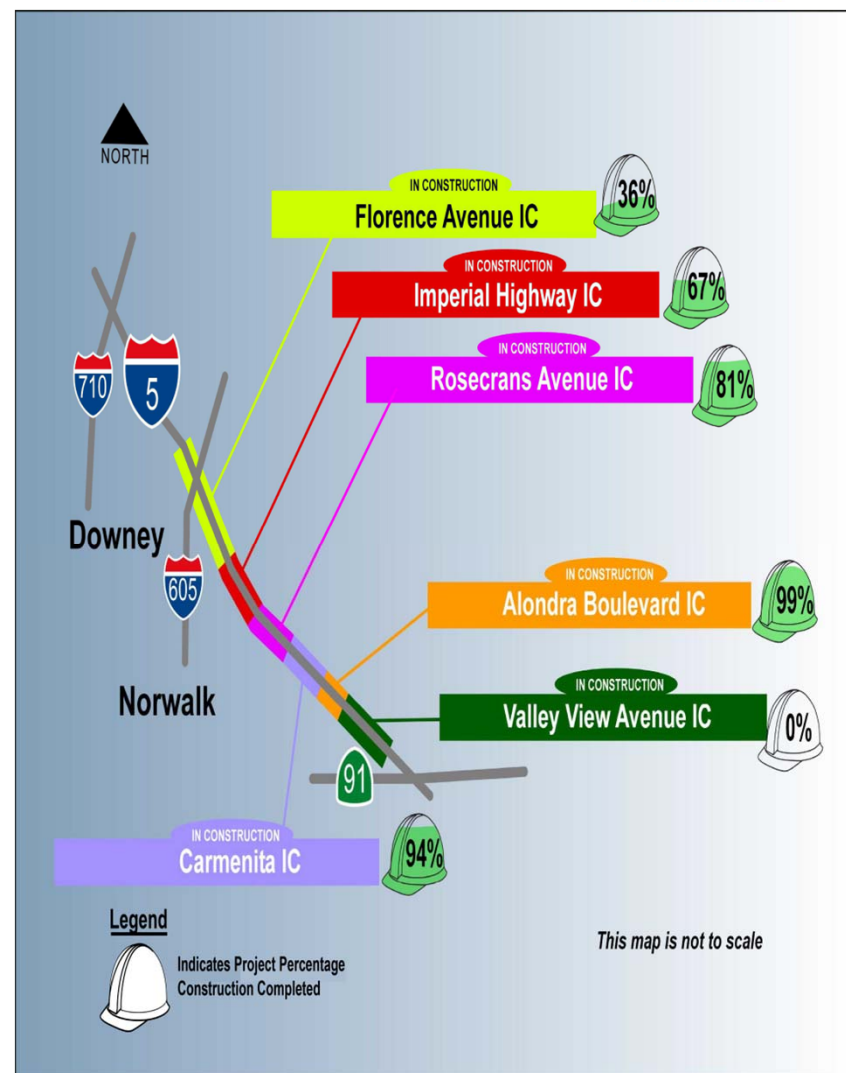 NORTH
IN CONSTRUCTION
Florence Avenue IC
36%
IN CONSTRUCTION
Imperial Highway IC
67%
IN CONSTRUCTION
Rosecrans Avenue IC
81%
710
5
Downey
605
IN CONSTRUCTION
Alondra Boulevard IC
99%
Norwalk
IN CONSTRUCTION
Valley View Avenue IC
0%
91
IN CONSTRUCTION
Carmenita IC
94%
Legend
Indicates Project Percentage
Construction Completed
This map is not to scale